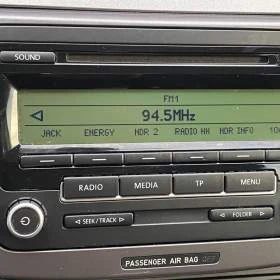 SOUND
FM1
94.5MHz
JACK ENERGY NDR 2 RADIO HH NDR INFO
RADIO MEDIA TP MENU
SEEK / TRACK FOLDER
PASSENGER AIR BAG OFF